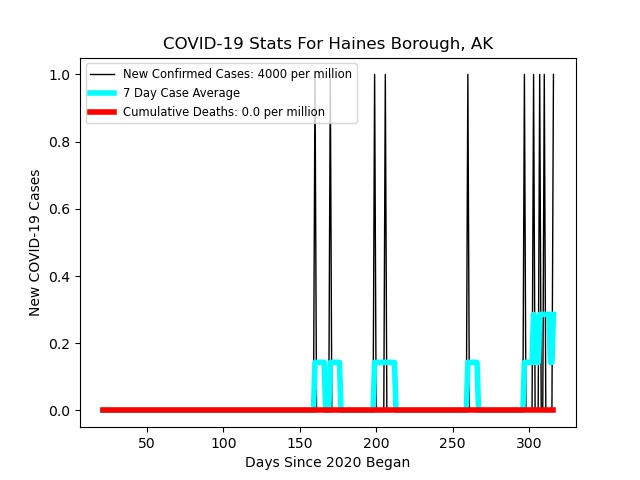 COVID-19 Stats For Haines Borough, AK
New Confirmed Cases: 4000 per million
7 Day Case Average
Cumulative Deaths: 0.0 per million
New COVID-19 Cases
1.0
0.8
0.6
0.4
0.2
0.0
50 100 150 200 250 300
Days Since 2020 Began